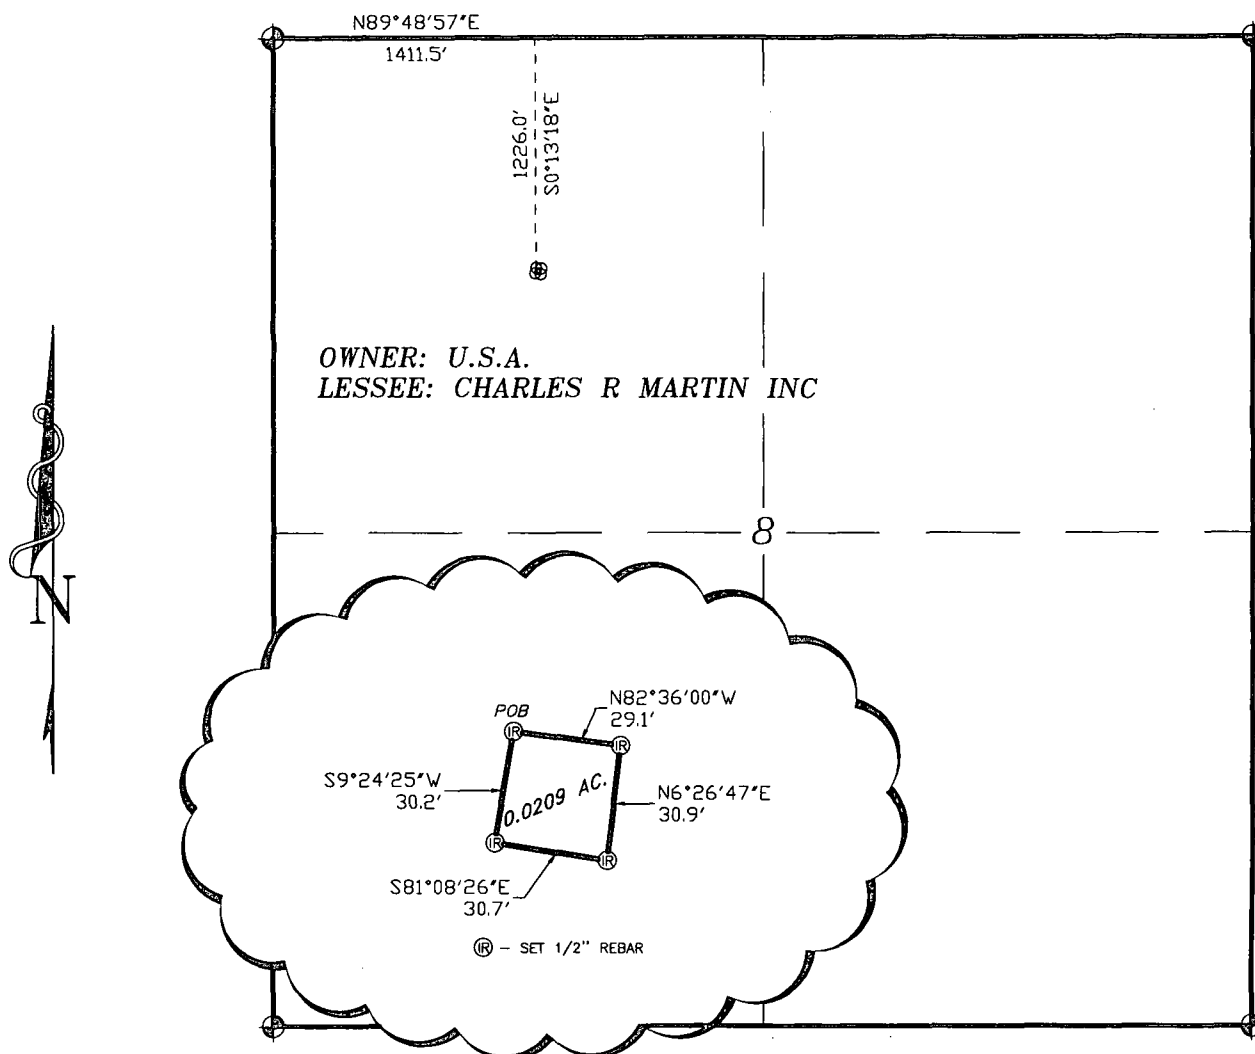 N89°48'57"E
1411.5'
1226.0'
S0°13'18"E
OWNER: U.S.A.
LESSEE: CHARLES R MARTIN INC
N
8
N82°36'00"W
29.1'
POB
IR
IR
S9°24'25"W
30.2'
0.0209 AC.
N6°26'47"E
30.9'
IR
IR
S81°08'26"E
30.7'
IR – SET 1/2" REBAR